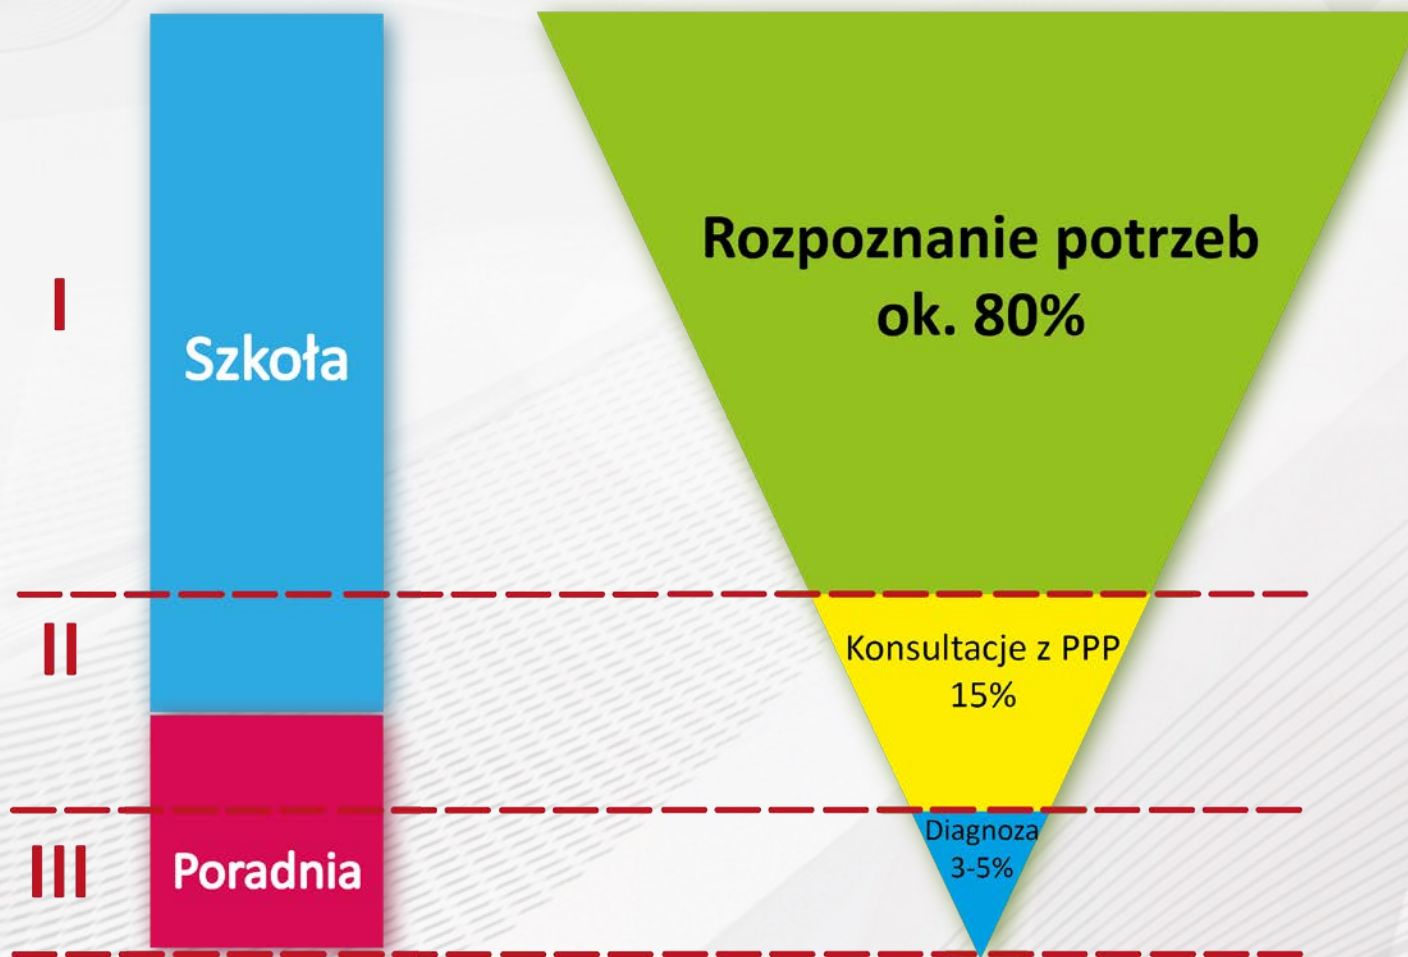 I
Szkoła
Rozpoznanie potrzeb
ok. 80%
II
Konsultacje z PPP
15%
III
Poradnia
Diagnoza
3-5%